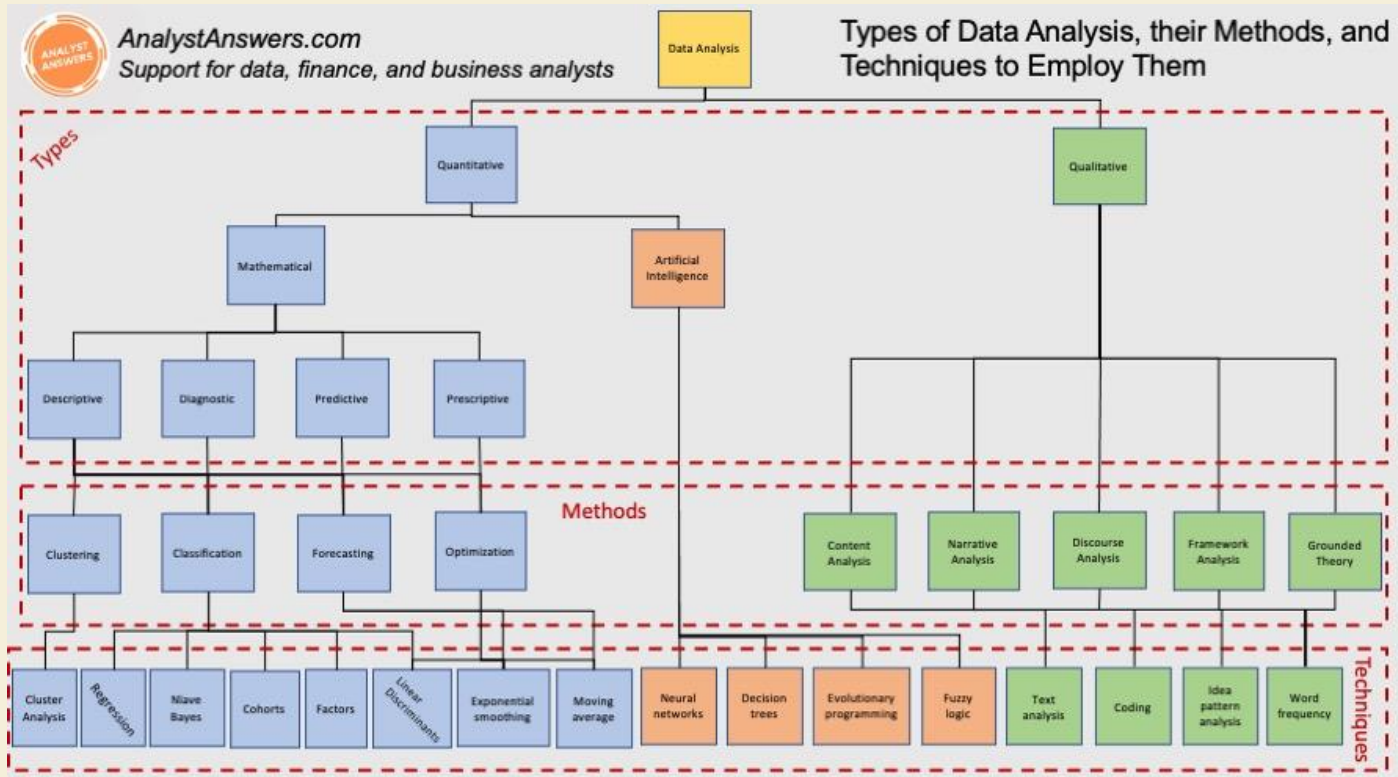 ANALYST
ANSWERS
AnalystAnswers.com
Support for data, finance, and business analysts
Data Analysis
Types of Data Analysis, their Methods, and
Techniques to Employ Them
Types
Quantitative
Qualitative
Mathematical
Artificial
Intelligence
Descriptive
Diagnostic
Predictive
Prescriptive
Methods
Clustering
Classification
Forecasting
Optimization
Content
Analysis
Narrative
Analysis
Discourse
Analysis
Framework
Analysis
Grounded
Theory
Techniques
Cluster
Analysis
Regression
Niave
Bayes
Cohorts
Factors
Linear
Discriminants
Exponential
smoothing
Moving
average
Neural
networks
Decision
trees
Evolutionary
programming
Fuzzy
logic
Text
analysis
Coding
Idea
pattern
analysis
Word
frequency